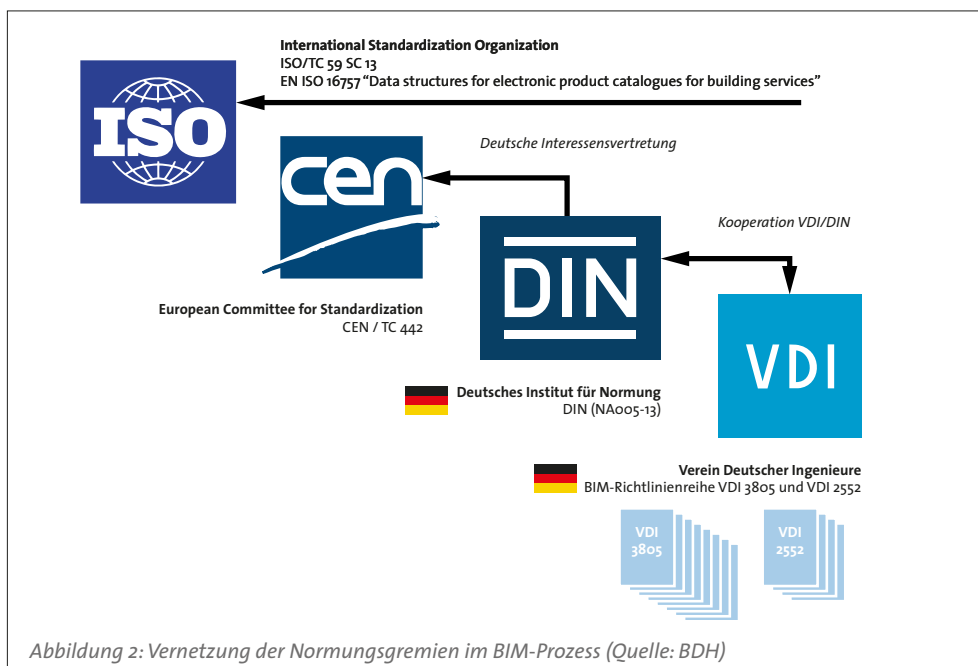 International Standardization Organization
ISO/TC 59 SC 13
EN ISO 16757 “Data structures for electronic product catalogues for building services”
ISO
cen
Deutsche Interessensvertretung
DIN
Kooperation VDI/DIN
VDI
European Committee for Standardization
CEN / TC 442
Deutsches Institut für Normung
DIN (NA005-13)
Verein Deutscher Ingenieure
BIM-Richtlinienreihe VDI 3805 und VDI 2552
VDI
3805
VDI
2552
Abbildung 2: Vernetzung der Normungsgremien im BIM-Prozess (Quelle: BDH)